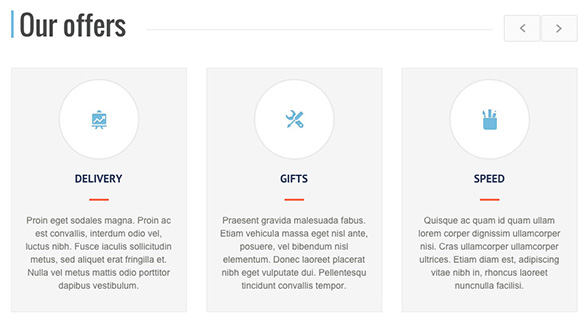 Our offers
DELIVERY
Proin eget sodales magna. Proin ac
est convallis, interdum odio vel,
luctus nibh. Fusce iaculis sollicitudin
metus, sed aliquet erat fringilla et.
Nulla vel metus mattis odio porttitor
dapibus vestibulum.
GIFTS
Praesent gravida malesuada fabus.
Etiam vehicula massa eget nisl ante,
posuere, vel bibendum nisl
elementum. Donec laoreet placerat
nibh eget vulputate dui. Pellentesqu
tincidunt convallis tempor.
SPEED
Quisque ac quam id quam ullam
lorem corper dignissim ullamcorper
nisi. Cras ullamcorper ullamcorper
ultrices. Etiam diam est, adipiscing
vitae nibh in, rhoncus laoreet
nuncnulla facilisi.